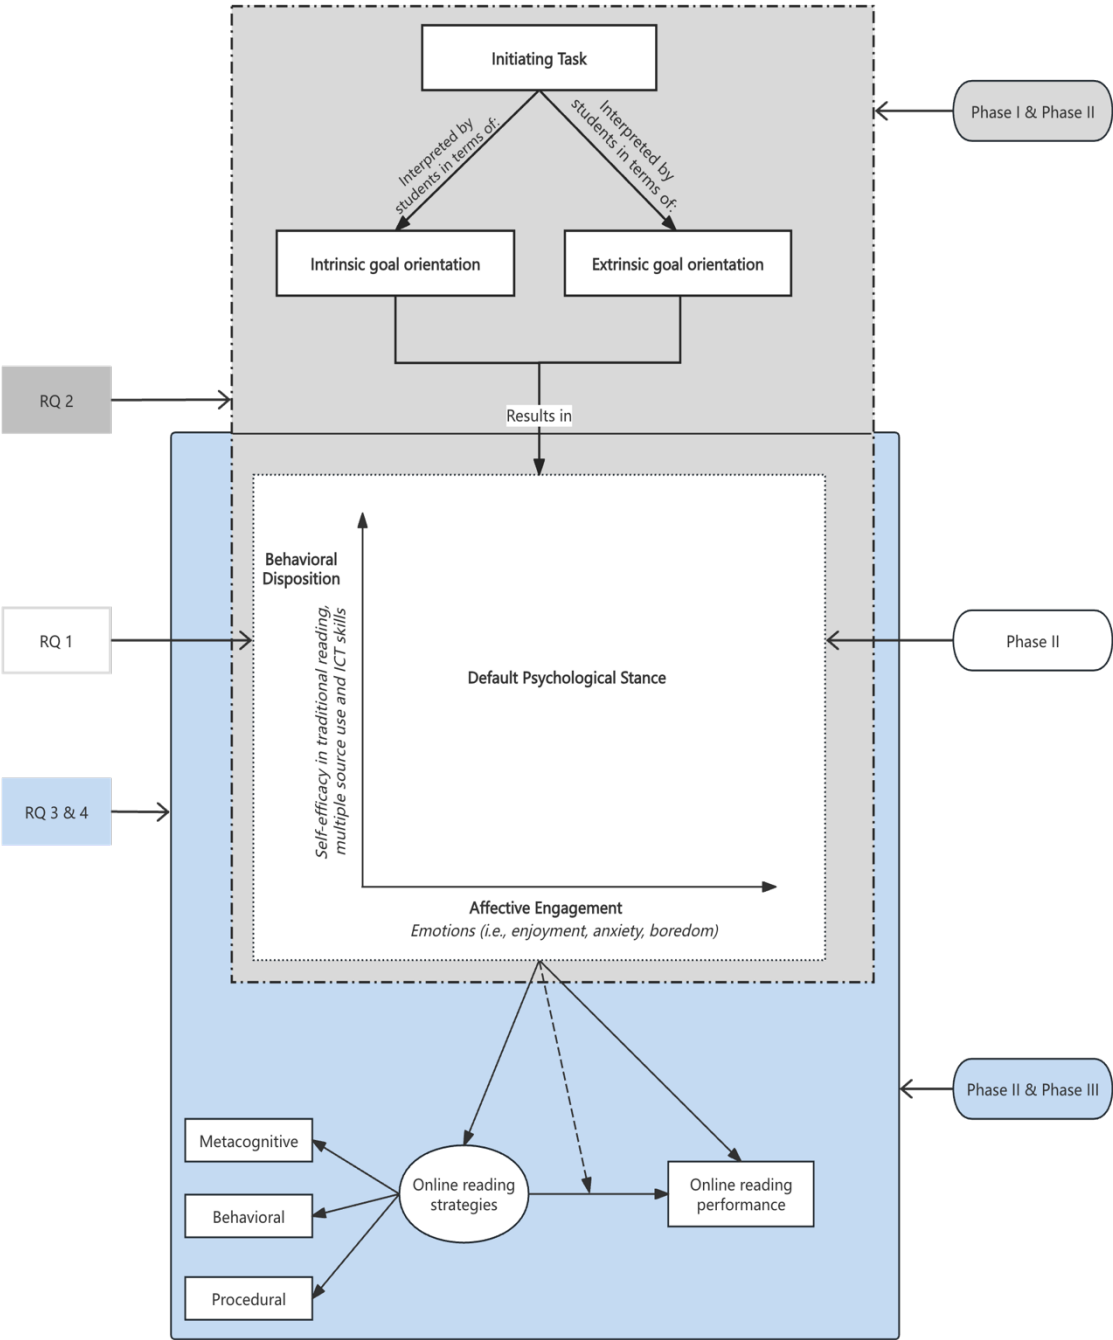 Initiating Task
Phase I & Phase II
Interpreted by
students in terms of:
Interpreted by
students in terms of:
Intrinsic goal orientation
Extrinsic goal orientation
RQ 2
Results in
Behavioral
Disposition
Self-efficacy in traditional reading,
multiple source use and ICT skills
RQ 1
Phase II
Default Psychological Stance
RQ 3 & 4
Affective Engagement
Emotions (i.e., enjoyment, anxiety, boredom)
Phase II & Phase III
Metacognitive
Behavioral
Procedural
Online reading
strategies
Online reading
performance